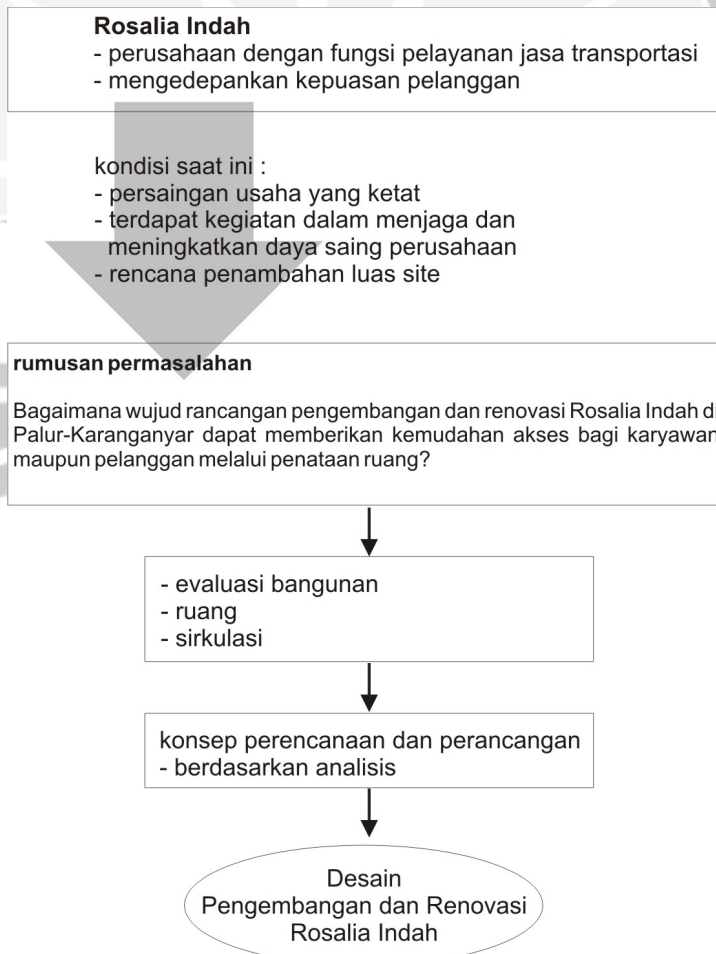 Rosalia Indah
- perusahaan dengan fungsi pelayanan jasa transportasi
- mengedepankan kepuasan pelanggan
kondisi saat ini :
- persaingan usaha yang ketat
- terdapat kegiatan dalam menjaga dan
meningkatkan daya saing perusahaan
- rencana penambahan luas site
rumusan permasalahan
Bagaimana wujud rancangan pengembangan dan renovasi Rosalia Indah di
Palur-Karanganyar dapat memberikan kemudahan akses bagi karyawan
maupun pelanggan melalui penataan ruang?
- evaluasi bangunan
- ruang
- sirkulasi
konsep perencanaan dan perancangan
- berdasarkan analisis
Desain
Pengembangan dan Renovasi
Rosalia Indah